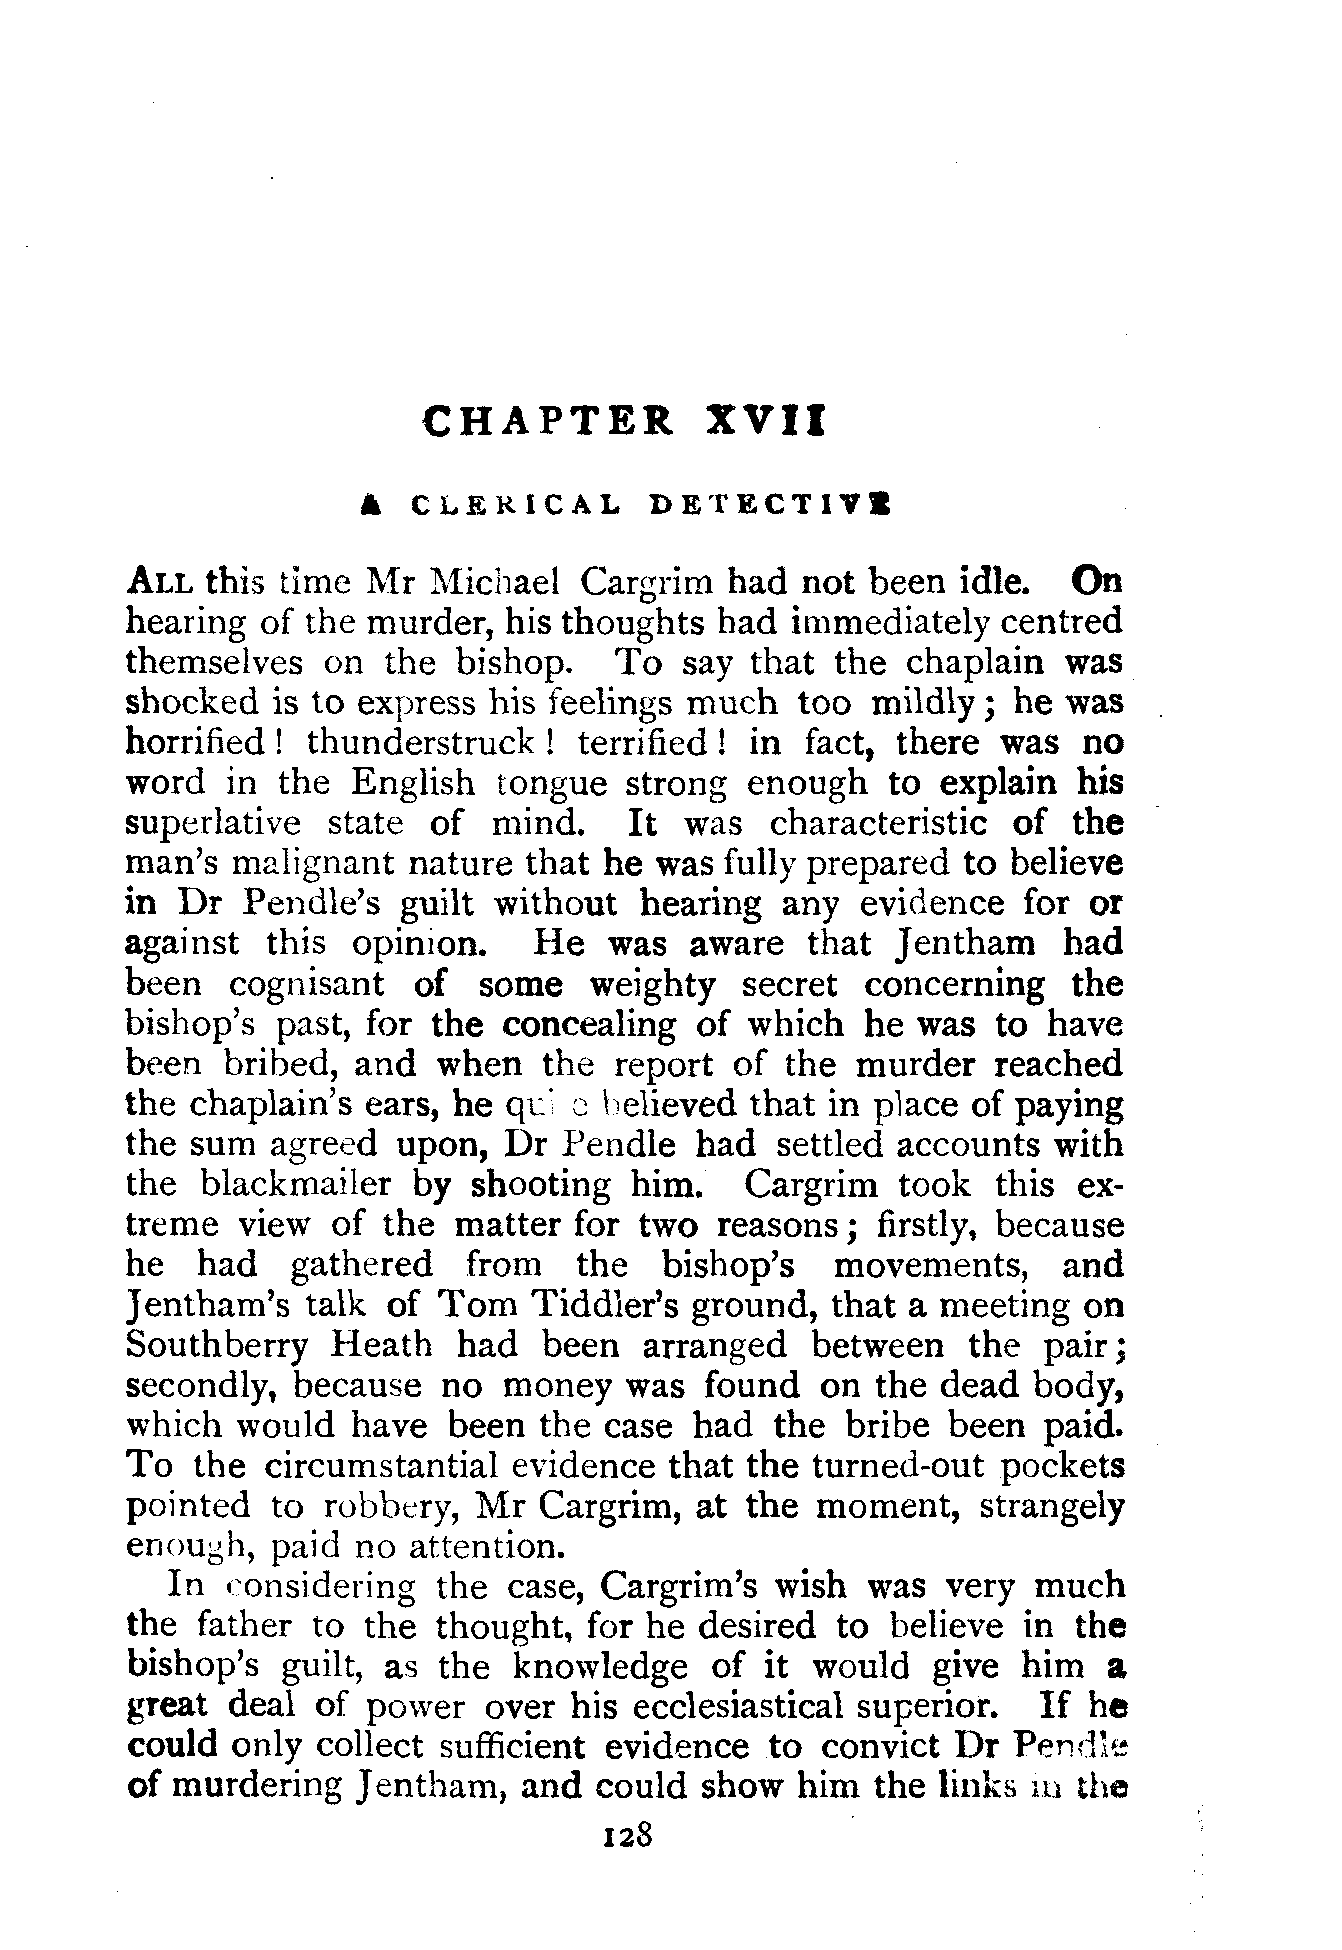 CHAPTER XVII
A CLERICAL DETECTIVE
ALL this time Mr Michael Cargrim had not been idle. On
hearing of the murder, his thoughts had immediately centred
themselves on the bishop. To say that the chaplain was
shocked is to express his feelings much too mildly; he was
horrified! thunderstruck! terrified! in fact, there was no
word in the English tongue strong enough to explain his
superlative state of mind. It was characteristic of the
man's malignant nature that he was fully prepared to believe
in Dr Pendle's guilt without hearing any evidence for or
against this opinion. He was aware that Jentham had
been cognisant of some weighty secret concerning the
bishop's past, for the concealing of which he was to have
been bribed, and when the report of the murder reached
the chaplain's ears, he believed that in place of paying
the sum agreed upon, Dr Pendle had settled accounts with
the blackmailer by shooting him. Cargrim took this ex-
treme view of the matter for two reasons; firstly, because
he had gathered from the bishop's movements, and
Jentham's talk of Tom Tiddler's ground, that a meeting on
Southberry Heath had been arranged between the pair;
secondly, because no money was found on the dead body,
which would have been the case had the bribe been paid.
To the circumstantial evidence that the turned-out pockets
pointed to robbery, Mr Cargrim, at the moment, strangely
enough, paid no attention.
In considering the case, Cargrim's wish was very much
the father to the thought, for he desired to believe in the
bishop's guilt, as the knowledge of it would give him a
great deal of power over his ecclesiastical superior. If he
could only collect sufficient evidence to convict Dr Pendle
of murdering Jentham, and could show him the links in the
128